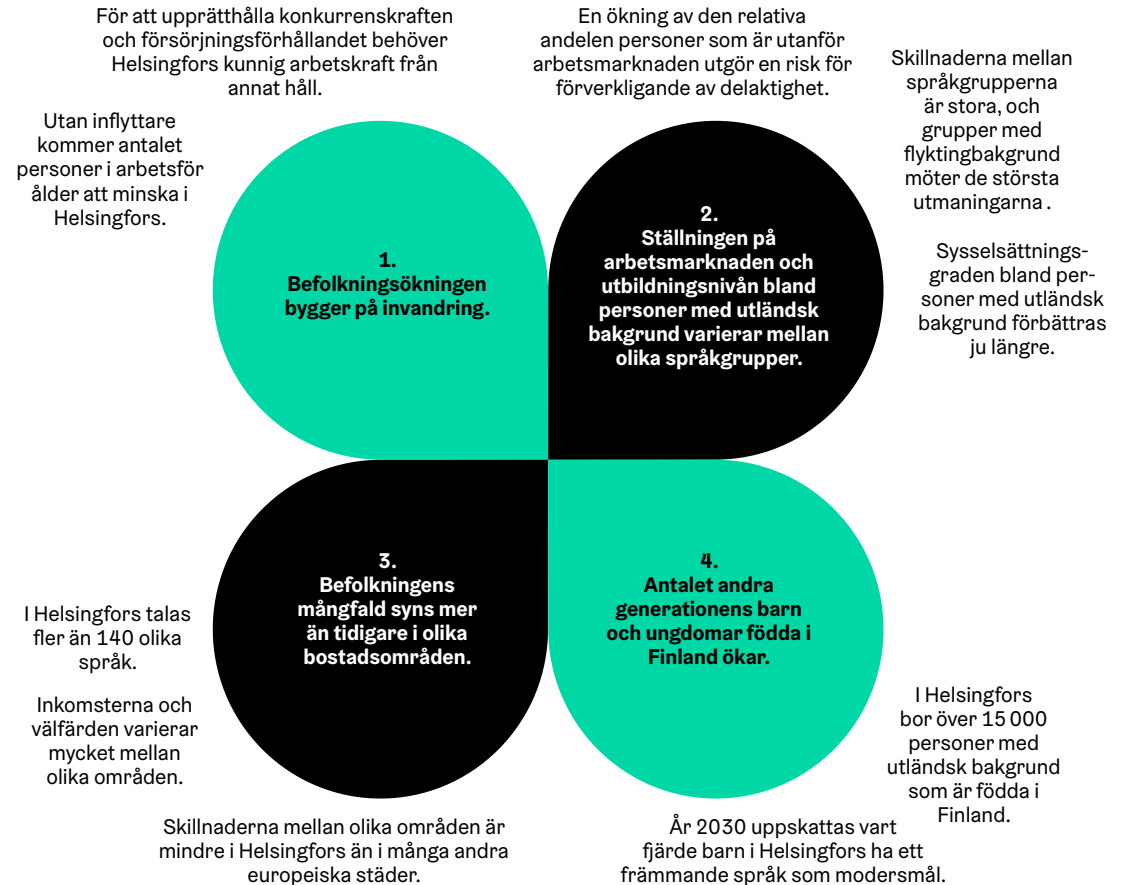 För att upprätthålla konkurrenskraften
och försörjningsförhållandet behöver
Helsingfors kunnig arbetskraft från
annat håll.
Utan inflyttare
kommer antalet
personer i arbetsför
ålder att minska i
Helsingfors.
1.
Befolkningsökningen
bygger på invandring.
En ökning av den relativa
andelen personer som är utanför
arbetsmarknaden utgör en risk för
förverkligande av delaktighet.
Skillnaderna mellan
språkgrupperna
är stora, och
grupper med
flyktingbakgrund
möter de största
utmaningarna .
Sysselsättnings-
graden bland per-
soner med utländsk
bakgrund förbättras
ju längre.
2.
Ställningen på
arbetsmarknaden och
utbildningsnivån bland
personer med utländsk
bakgrund varierar mellan
olika språkgrupper.
3.
Befolkningens
mångfald syns mer
än tidigare i olika
bostadsområden.
I Helsingfors talas
fler än 140 olika
språk.
Inkomsterna och
välfärden varierar
mycket mellan
olika områden.
Skillnaderna mellan olika områden är
mindre i Helsingfors än i många andra
europeiska städer.
4.
Antalet andra
generationens barn
och ungdomar födda i
Finland ökar.
I Helsingfors
bor över 15 000
personer med
utländsk bakgrund
som är födda i
Finland.
År 2030 uppskattas vart
fjärde barn i Helsingfors ha ett
främmande språk som modersmål.